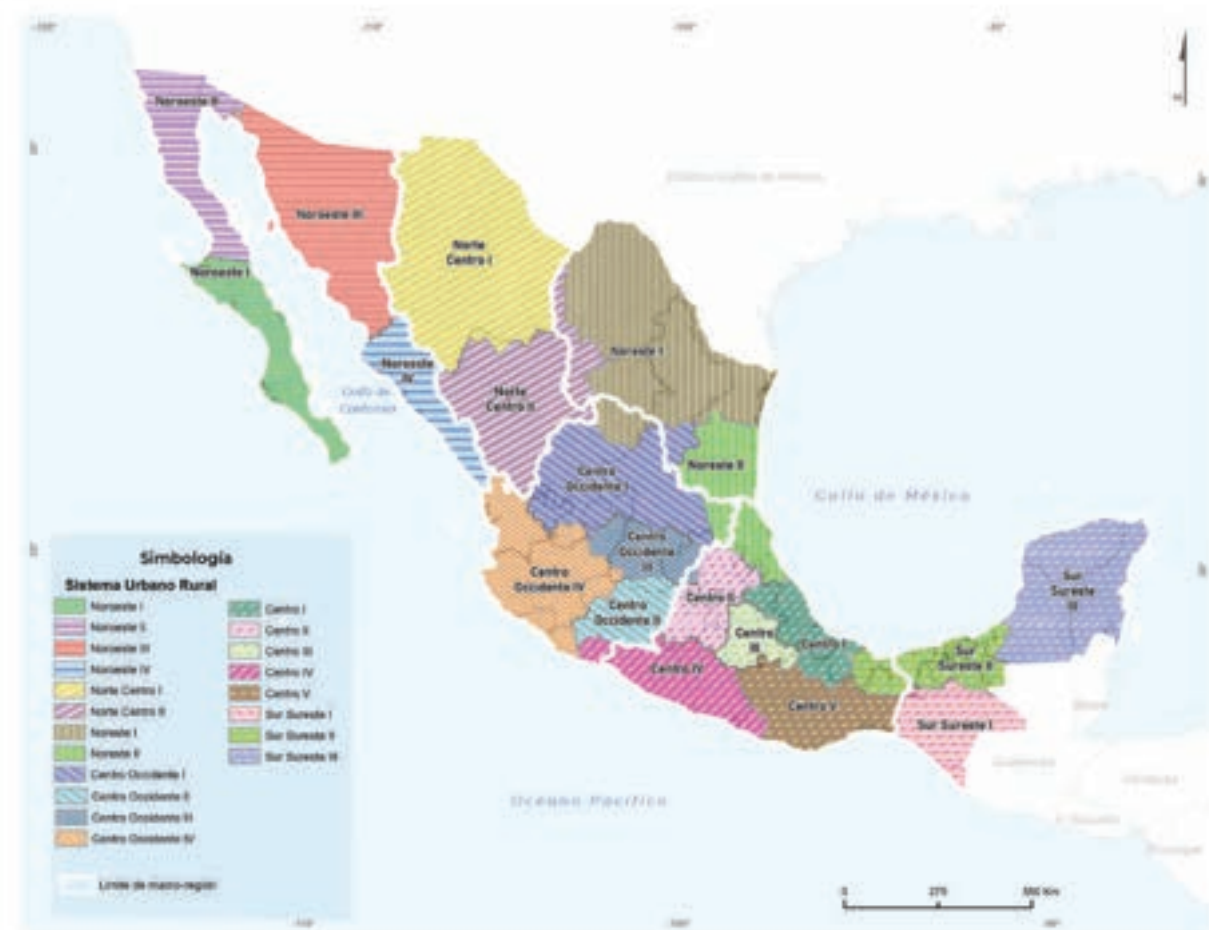 Noroeste II
Noroeste III
Noroeste I
Norte
Centro I
Noroeste
IV
Golfo de
California
Norte
Centro II
Noreste I
Noreste II
Golfo de México
Centro
Occidente I
Centro
Occidente
III
Centro
Occidente IV
Centro
Occidente II
Centro II
Centro
III
Centro I
Centro IV
Centro V
Sur
Sureste III
Sur
Sureste II
Sur Sureste I
Océano Pacífico
Simbología
Sistema Urbano Rural
Noroeste I
Noroeste II
Noroeste III
Noroeste IV
Norte Centro I
Norte Centro II
Noreste I
Noreste II
Centro Occidente I
Centro Occidente II
Centro Occidente III
Centro Occidente IV
Centro I
Centro II
Centro III
Centro IV
Centro V
Sur Sureste I
Sur Sureste II
Sur Sureste III
Límite de macro-región
0 275 550 Km